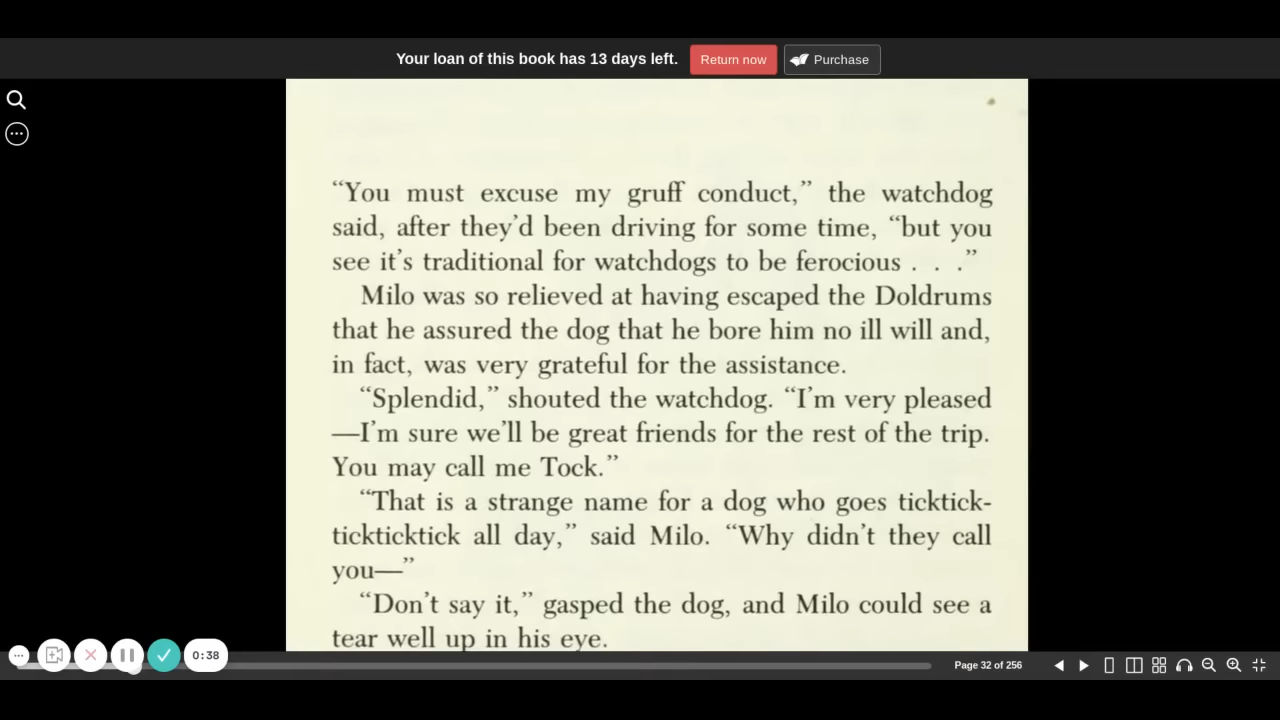 Your loan of this book has 13 days left. Return now Purchase
“You must excuse my gruff conduct,” the watchdog
said, after they’d been driving for some time, “but you
see it’s traditional for watchdogs to be ferocious . . .”
Milo was so relieved at having escaped the Doldrums
that he assured the dog that he bore him no ill will and,
in fact, was very grateful for the assistance.
“Splendid,” shouted the watchdog. “I’m very pleased
—I’m sure we’ll be great friends for the rest of the trip.
You may call me Tock.”
“That is a strange name for a dog who goes ticktick-
tickticktick all day,” said Milo. “Why didn’t they call
you—”
“Don’t say it,” gasped the dog, and Milo could see a
tear well up in his eye.
0:38
Page 32 of 256